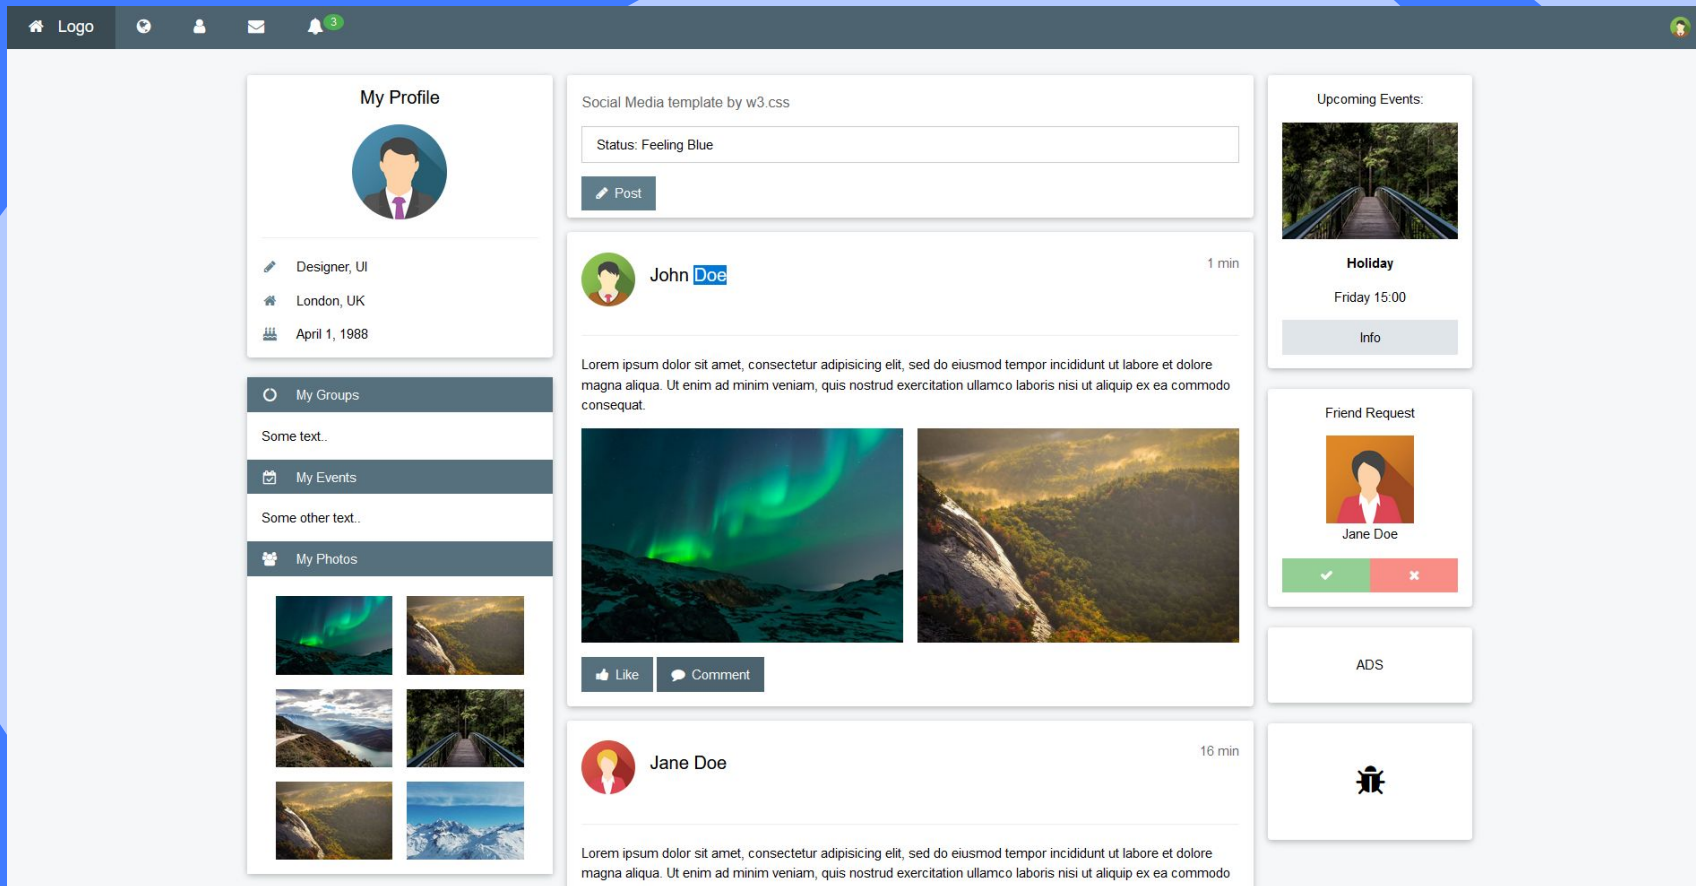 Logo
3
My Profile
Designer, UI
London, UK
April 1, 1988
My Groups
Some text..
My Events
Some other text..
My Photos
Social Media template by w3.css
Status: Feeling Blue
Post
John Doe
1 min
Lorem ipsum dolor sit amet, consectetur adipisicing elit, sed do eiusmod tempor incididunt ut labore et dolore
magna aliqua. Ut enim ad minim veniam, quis nostrud exercitation ullamco laboris nisi ut aliquip ex ea commodo
consequat.
Like
Comment
Jane Doe
16 min
Lorem ipsum dolor sit amet, consectetur adipisicing elit, sed do eiusmod tempor incididunt ut labore et dolore
magna aliqua. Ut enim ad minim veniam, quis nostrud exercitation ullamco laboris nisi ut aliquip ex ea commodo
Upcoming Events:
Holiday
Friday 15:00
Info
Friend Request
Jane Doe
ADS